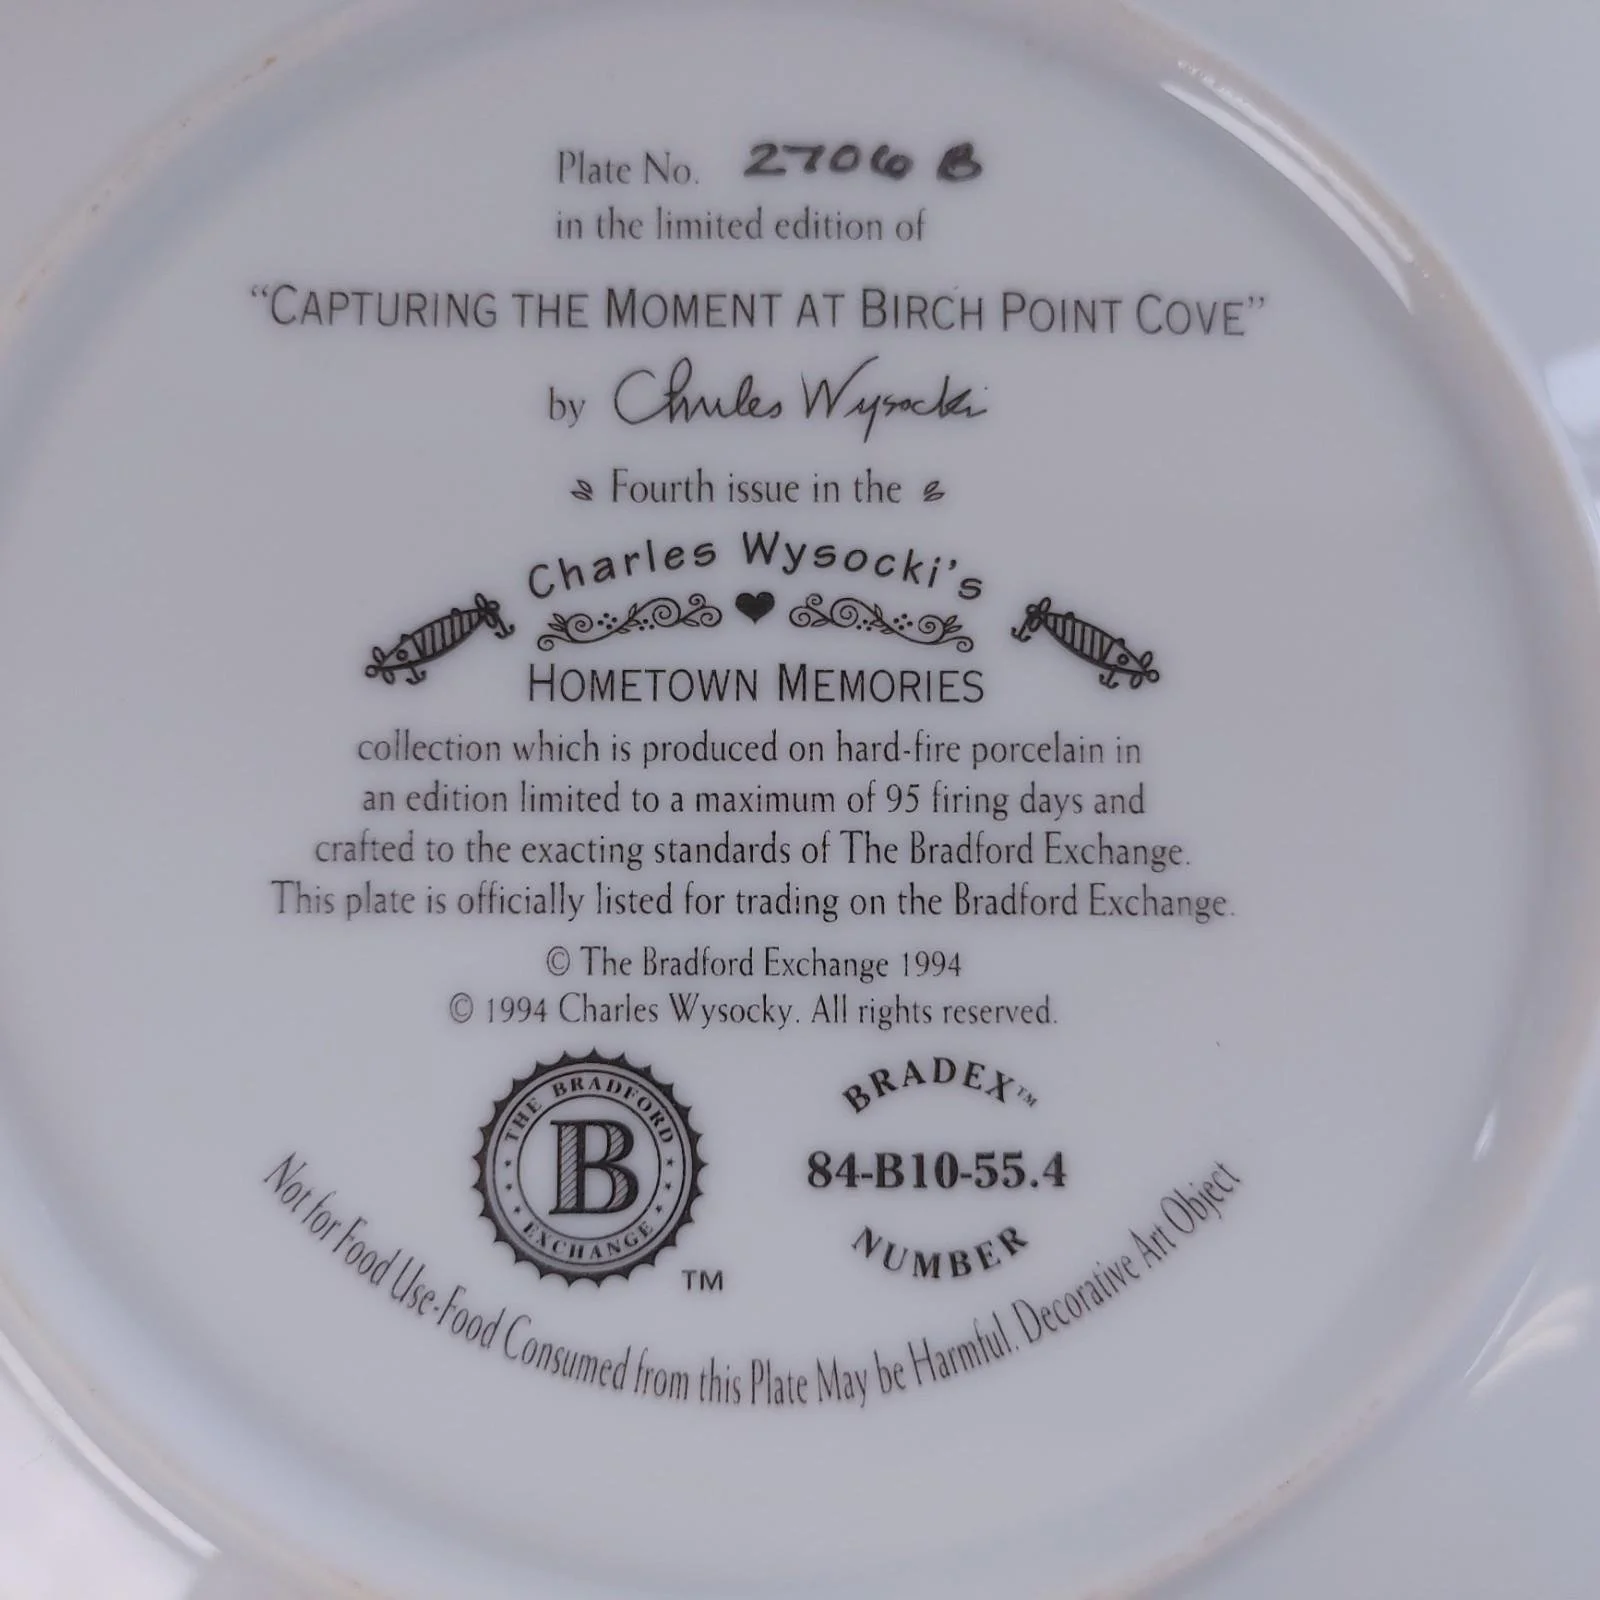 Plate No. 2706 B
in the limited edition of
“CAPTURING THE MOMENT AT BIRCH POINT COVE”
by Charles Wysocki
Fourth issue in the
Charles Wysocki's
HOMETOWN MEMORIES
collection which is produced on hard-fire porcelain in
an edition limited to a maximum of 95 firing days and
crafted to the exacting standards of The Bradford Exchange.
This plate is officially listed for trading on the Bradford Exchange.
© The Bradford Exchange 1994
© 1994 Charles Wysocky. All rights reserved.
THE BRADFORD
B
EXCHANGE
TM
BRADEX™
84-B10-55.4
NUMBER
Not for Food Use-Food Consumed from this Plate May be Harmful. Decorative Art Object